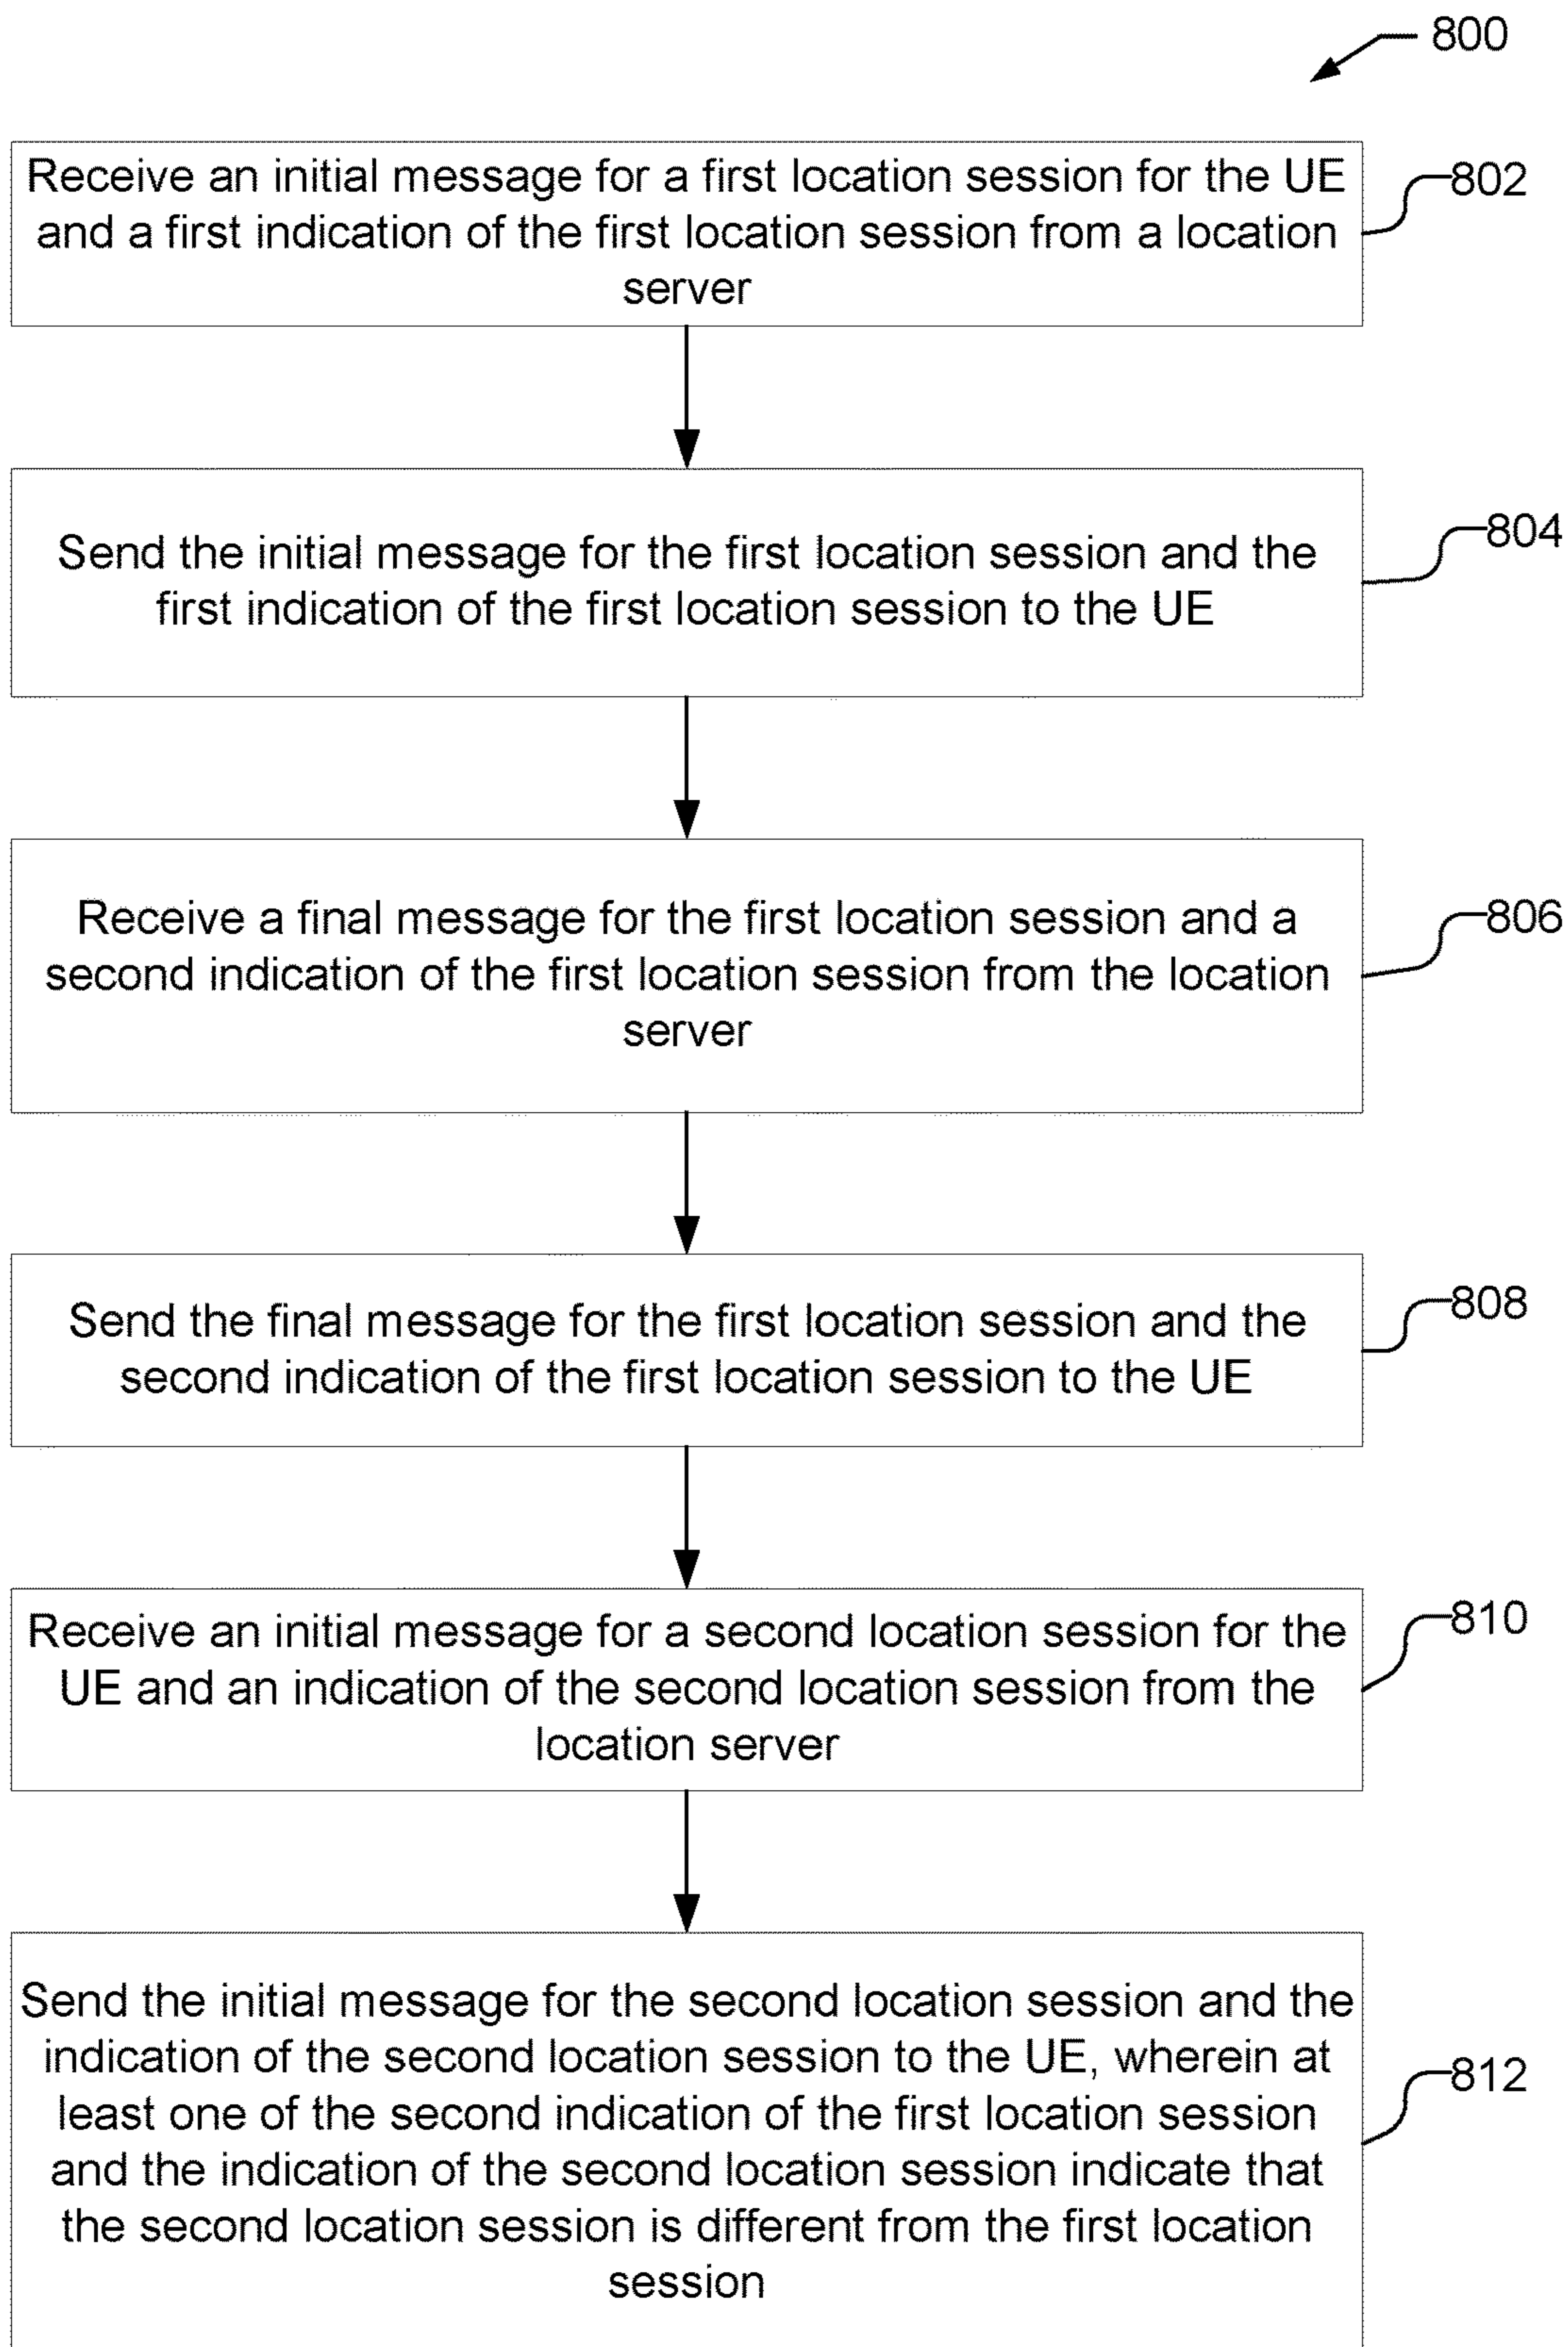 800
Receive an initial message for a first location session for the UE
and a first indication of the first location session from a location
server
802
Send the initial message for the first location session and the
first indication of the first location session to the UE
804
Receive a final message for the first location session and a
second indication of the first location session from the location
server
806
Send the final message for the first location session and the
second indication of the first location session to the UE
808
Receive an initial message for a second location session for the
UE and an indication of the second location session from the
location server
810
Send the initial message for the second location session and the
indication of the second location session to the UE, wherein at
least one of the second indication of the first location session
and the indication of the second location session indicate that
the second location session is different from the first location
session
812